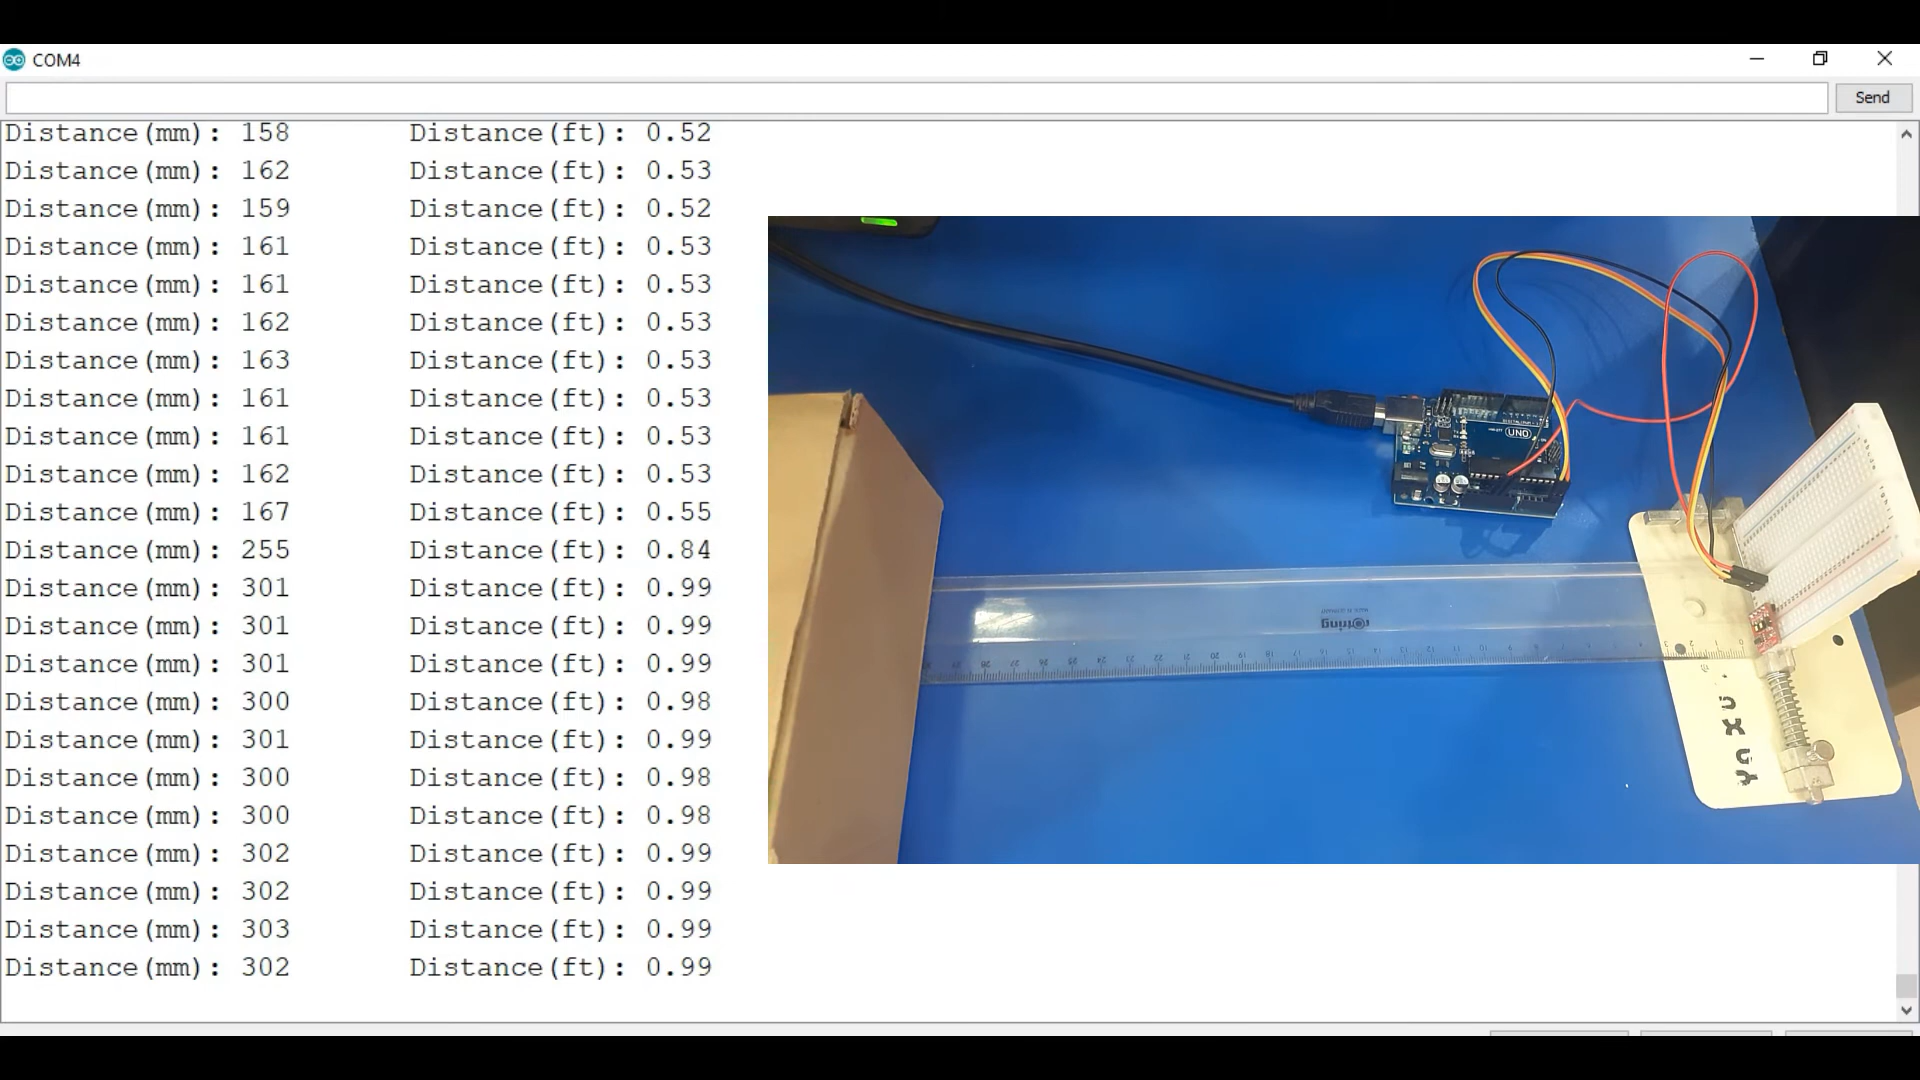 COM4
Send
Distance(mm): 158 Distance(ft): 0.52
Distance(mm): 162 Distance(ft): 0.53
Distance(mm): 159 Distance(ft): 0.52
Distance(mm): 161 Distance(ft): 0.53
Distance(mm): 161 Distance(ft): 0.53
Distance(mm): 162 Distance(ft): 0.53
Distance(mm): 163 Distance(ft): 0.53
Distance(mm): 161 Distance(ft): 0.53
Distance(mm): 161 Distance(ft): 0.53
Distance(mm): 162 Distance(ft): 0.53
Distance(mm): 167 Distance(ft): 0.55
Distance(mm): 255 Distance(ft): 0.84
Distance(mm): 301 Distance(ft): 0.99
Distance(mm): 301 Distance(ft): 0.99
Distance(mm): 301 Distance(ft): 0.99
Distance(mm): 300 Distance(ft): 0.98
Distance(mm): 301 Distance(ft): 0.99
Distance(mm): 300 Distance(ft): 0.98
Distance(mm): 300 Distance(ft): 0.98
Distance(mm): 302 Distance(ft): 0.99
Distance(mm): 302 Distance(ft): 0.99
Distance(mm): 303 Distance(ft): 0.99
Distance(mm): 302 Distance(ft): 0.99
UNO
rotring